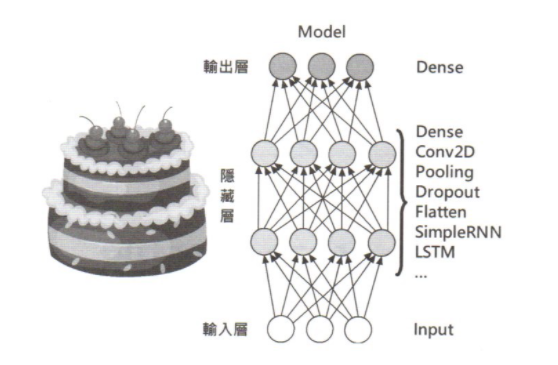 Model
輸出層
Dense
隱藏層
Dense
Conv2D
Pooling
Dropout
Flatten
SimpleRNN
LSTM
...
輸入層
Input